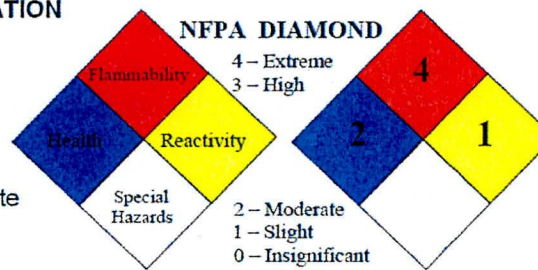 ATION
NFPA DIAMOND
4 – Extreme
3 – High
Flammability
Health
Reactivity
Special
Hazards
4
2
1
te
2 – Moderate
1 – Slight
0 – Insignificant